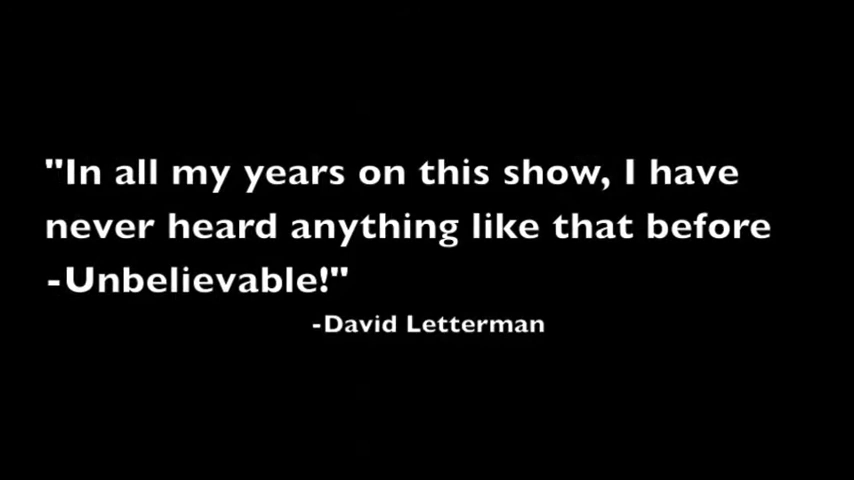 "In all my years on this show, I have
never heard anything like that before
-Unbelievable!"
-David Letterman